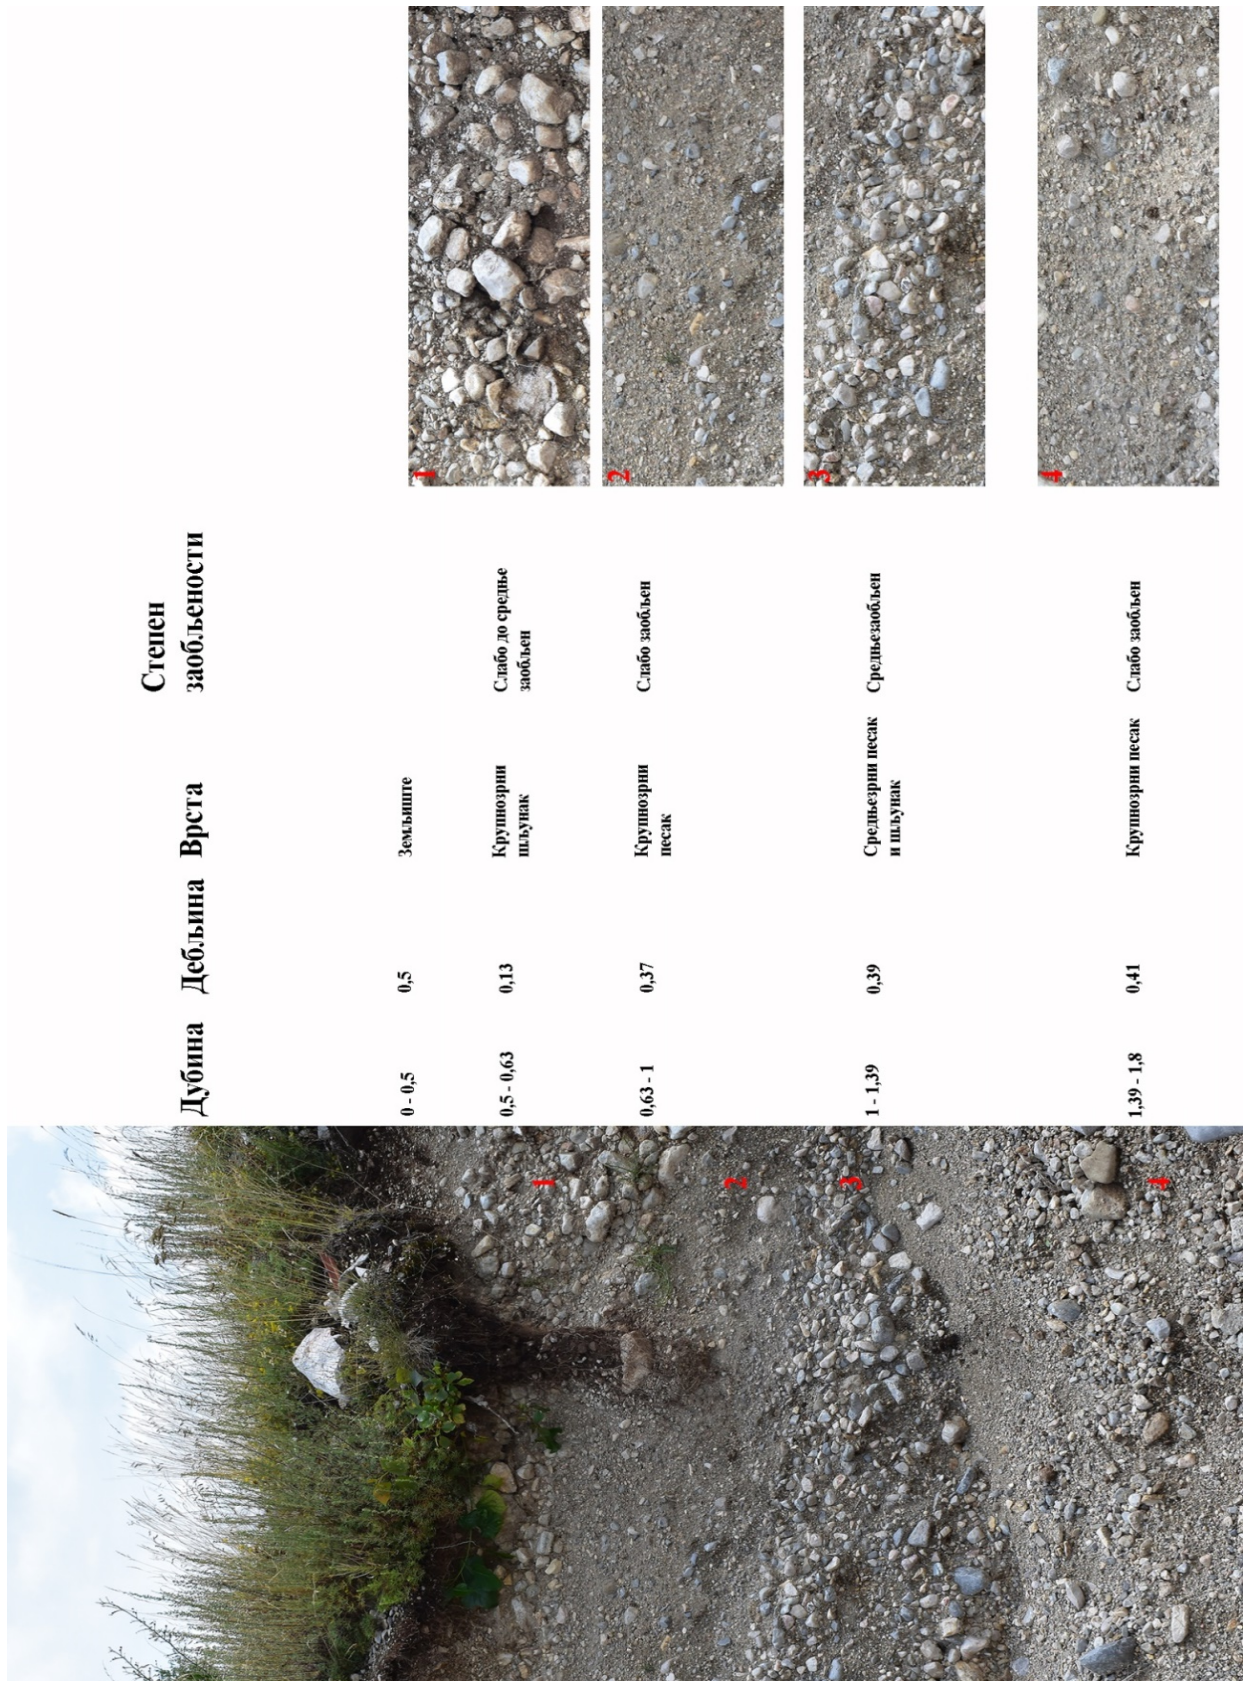 Дубина Дебљина Врста Степен
заобљености
0 - 0,5 0,5 Земљиште
0,5 - 0,63 0,13 Крупнозрни
шљунак Слабо до средње
заобљен
0,63 - 1 0,37 Крупнозрни
песак Слабо заобљен
1 - 1,39 0,39 Средњезрни песак
и шљунак Средњезаобљен
1,39 - 1,8 0,41 Крупнозрни песак Слабо заобљен
1
2
3
4
1
2
3
4